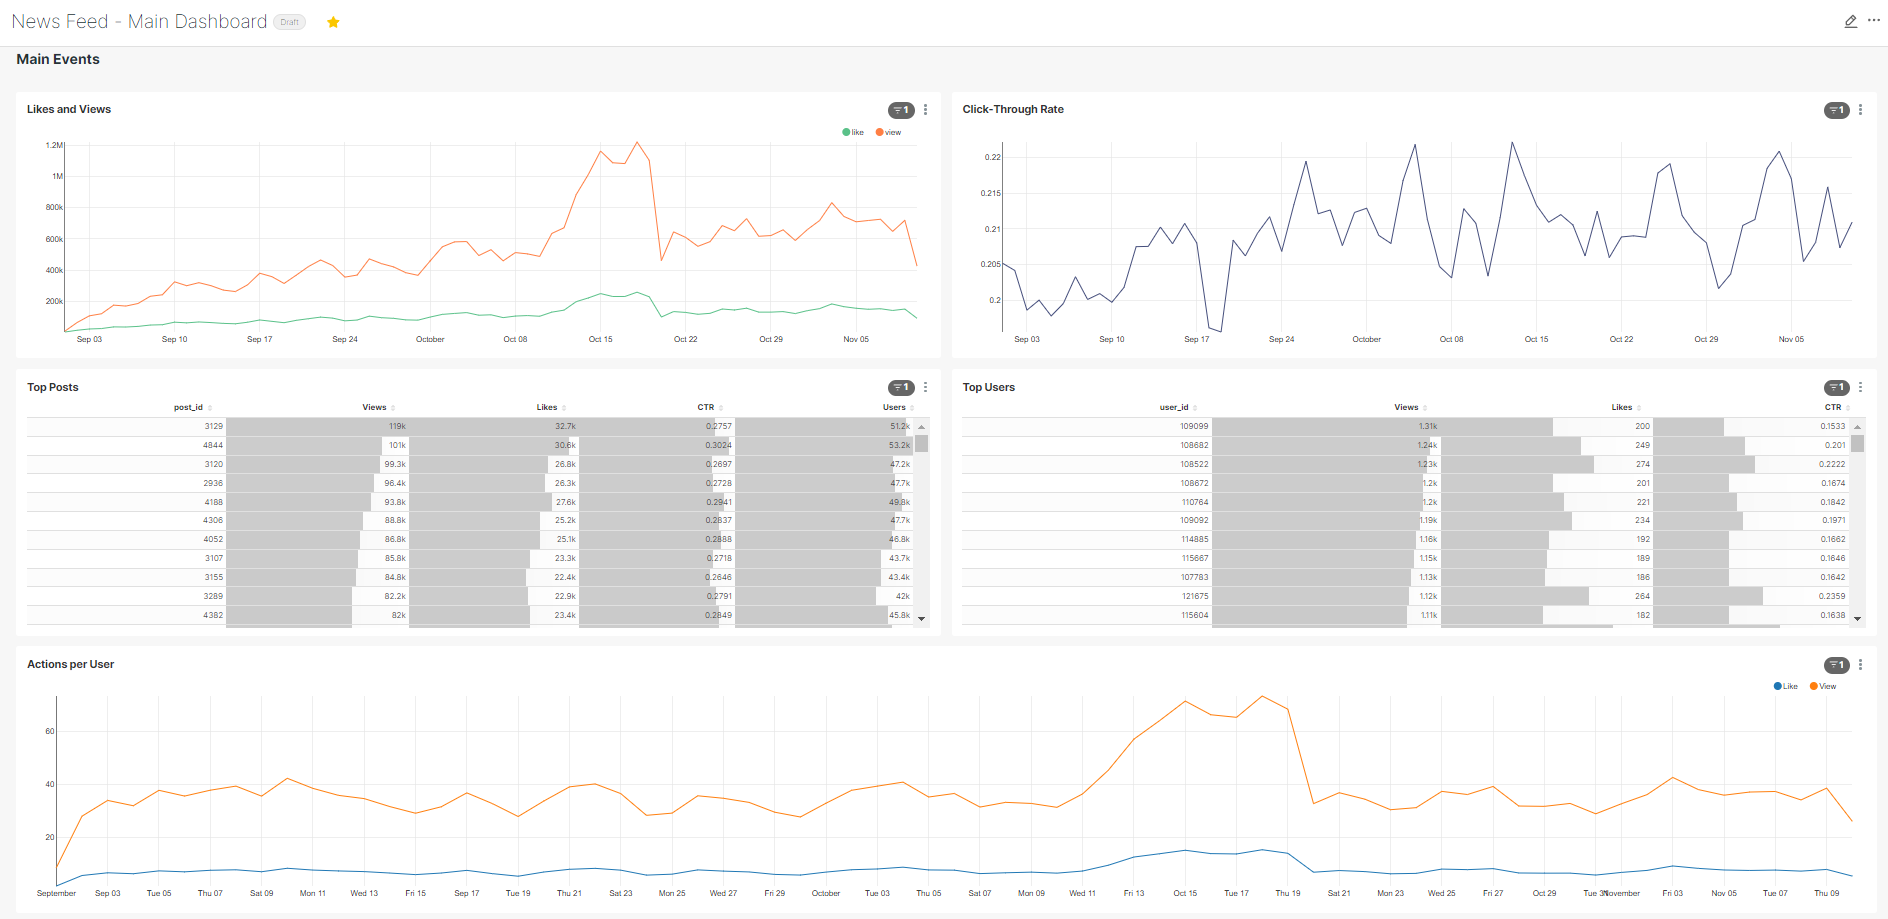 News Feed - Main Dashboard Draft
Main Events
Likes and Views 1
like view
1.2M
1M
800k
600k
400k
200k
Sep 03 Sep 10 Sep 17 Sep 24 October Oct 08 Oct 15 Oct 22 Oct 29 Nov 05
Click-Through Rate 1
0.22
0.215
0.21
0.205
0.2
Sep 03 Sep 10 Sep 17 Sep 24 October Oct 08 Oct 15 Oct 22 Oct 29 Nov 05
Top Posts 1
post_id Views Likes CTR Users
3129 119k 32.7k 0.2757 51.2k
4844 101k 30.6k 0.3024 53.2k
3120 99.3k 26.8k 0.2697 47.2k
2936 96.4k 26.3k 0.2728 47.7k
4188 93.8k 27.6k 0.2941 49.8k
4306 88.8k 25.2k 0.2837 47.7k
4052 86.8k 25.1k 0.2888 46.8k
3107 85.8k 23.3k 0.2718 43.7k
3155 84.8k 22.4k 0.2646 43.4k
3289 82.2k 22.9k 0.2791 42k
4382 82k 23.4k 0.2849 45.8k
Top Users 1
user_id Views Likes CTR
109099 1.31k 200 0.1533
108682 1.24k 249 0.201
108522 1.23k 274 0.2222
108672 1.2k 201 0.1674
110764 1.2k 221 0.1842
109092 1.19k 234 0.1971
114885 1.16k 192 0.1662
115667 1.15k 189 0.1646
107783 1.13k 186 0.1642
121675 1.12k 264 0.2359
115604 1.11k 182 0.1638
Actions per User 1
Like View
60
40
20
September Sep 03 Tue 05 Thu 07 Sat 09 Mon 11 Wed 13 Fri 15 Sep 17 Tue 19 Thu 21 Sat 23 Mon 25 Wed 27 Fri 29 October Tue 03 Thu 05 Sat 07 Mon 09 Wed 11 Fri 13 Oct 15 Tue 17 Thu 19 Sat 21 Mon 23 Wed 25 Fri 27 Oct 29 Tue 31 November Fri 03 Nov 05 Tue 07 Thu 09